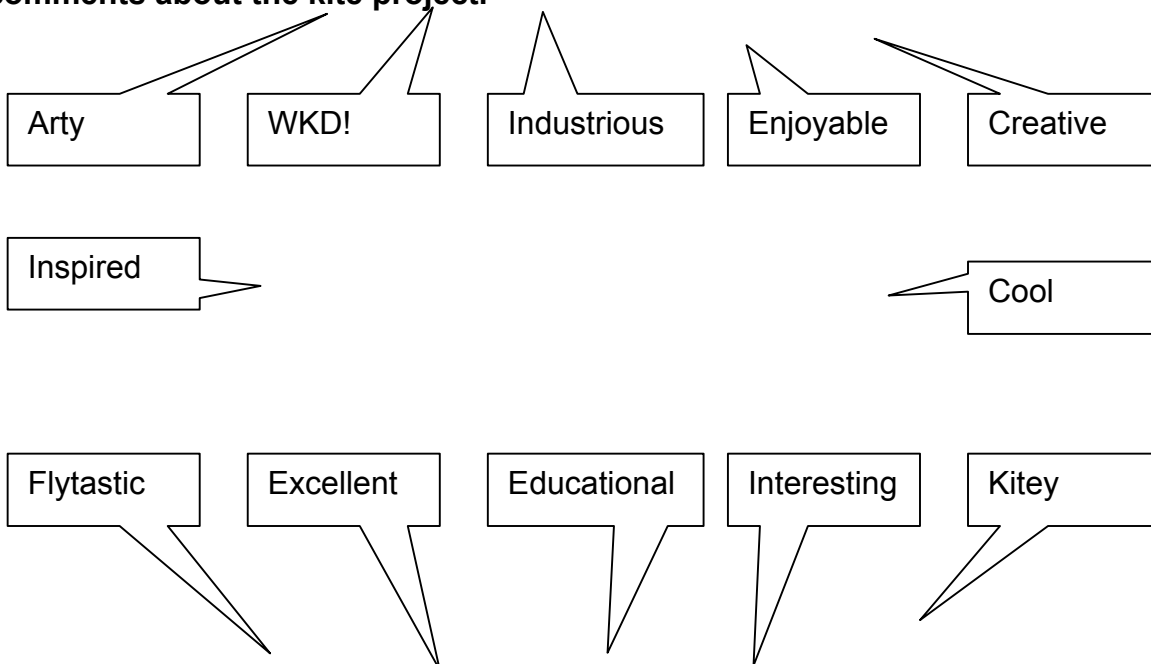 comments about the kite project:
Arty
WKD!
Industrious
Enjoyable
Creative
Inspired
Cool
Flytastic
Excellent
Educational
Interesting
Kitey